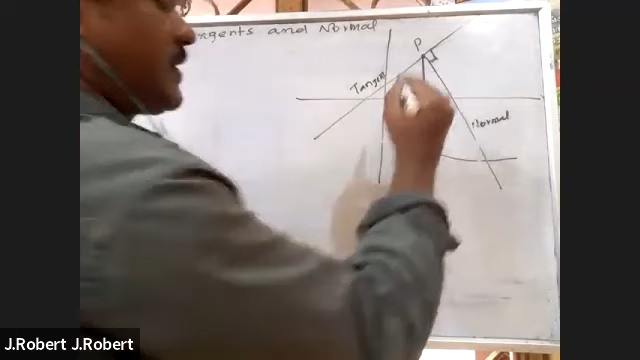 ngents and Normal
P
Tangent
Normal
J.Robert J.Robert